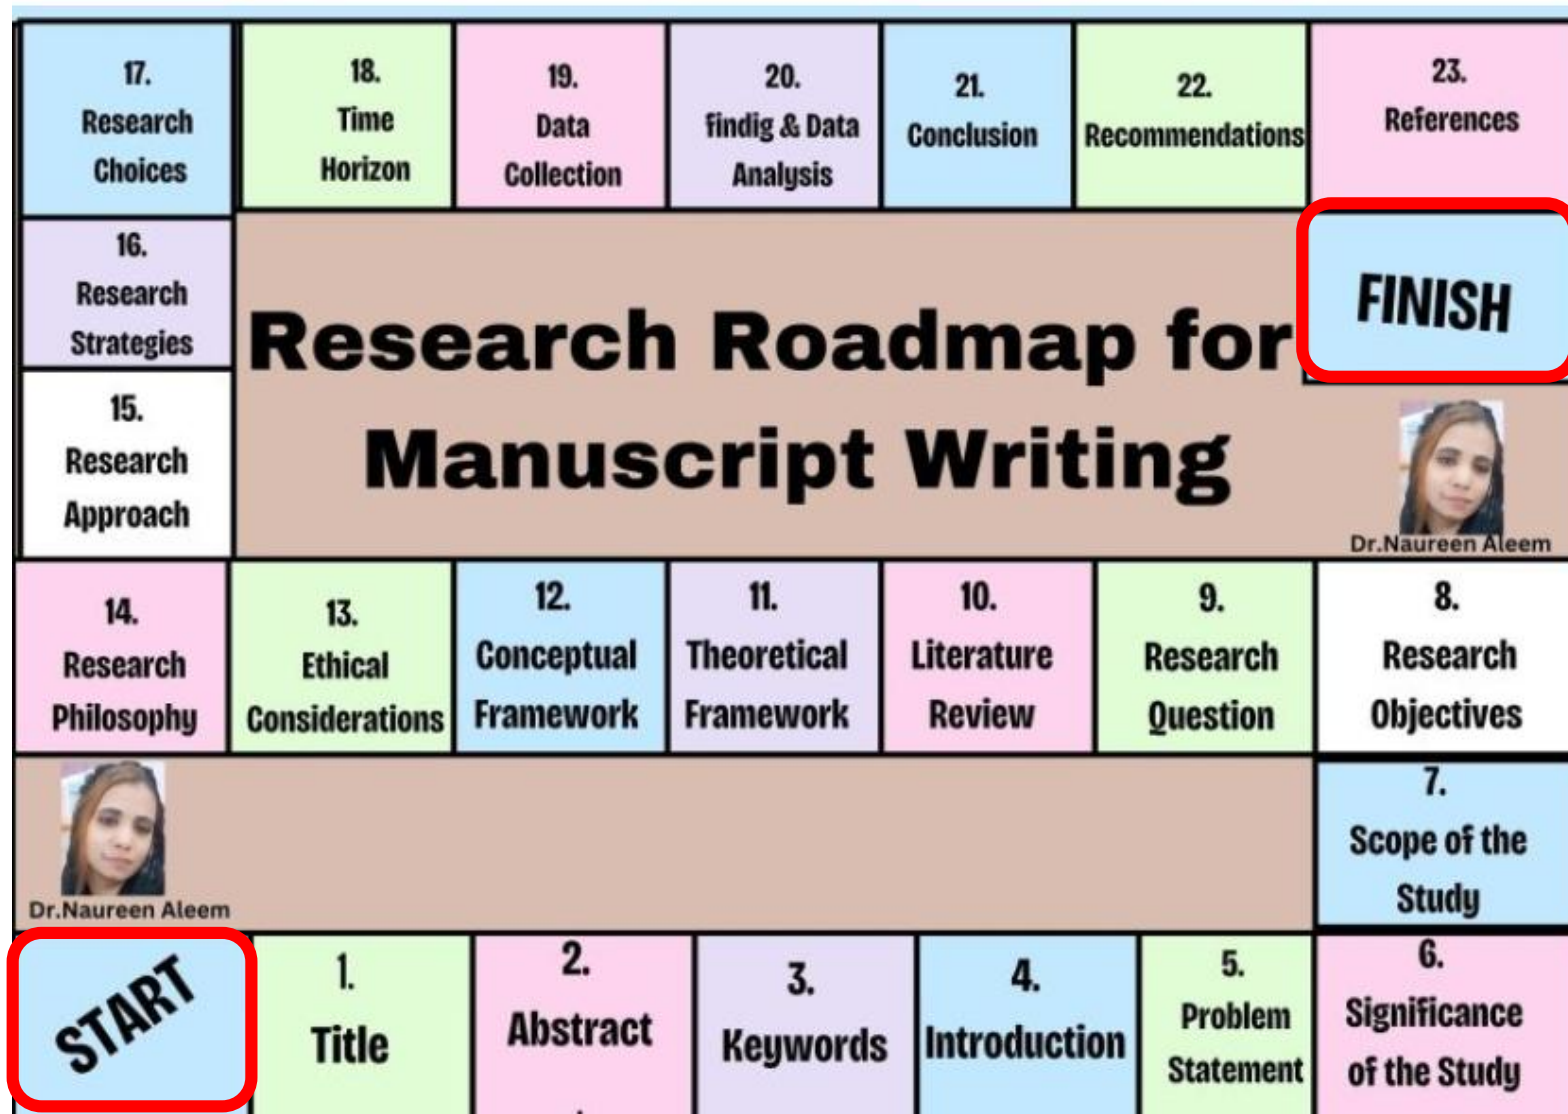 17.
Research
Choices
18.
Time
Horizon
19.
Data
Collection
20.
findig & Data
Analysis
21.
Conclusion
22.
Recommendations
23.
References
16.
Research
Strategies
FINISH
Research Roadmap for
Manuscript Writing
15.
Research
Approach
Dr.Naureen Aleem
14.
Research
Philosophy
13.
Ethical
Considerations
12.
Conceptual
Framework
11.
Theoretical
Framework
10.
Literature
Review
9.
Research
Question
8.
Research
Objectives
7.
Scope of the
Study
Dr.Naureen Aleem
START
1.
Title
2.
Abstract
3.
Keywords
4.
Introduction
5.
Problem
Statement
6.
Significance
of the Study